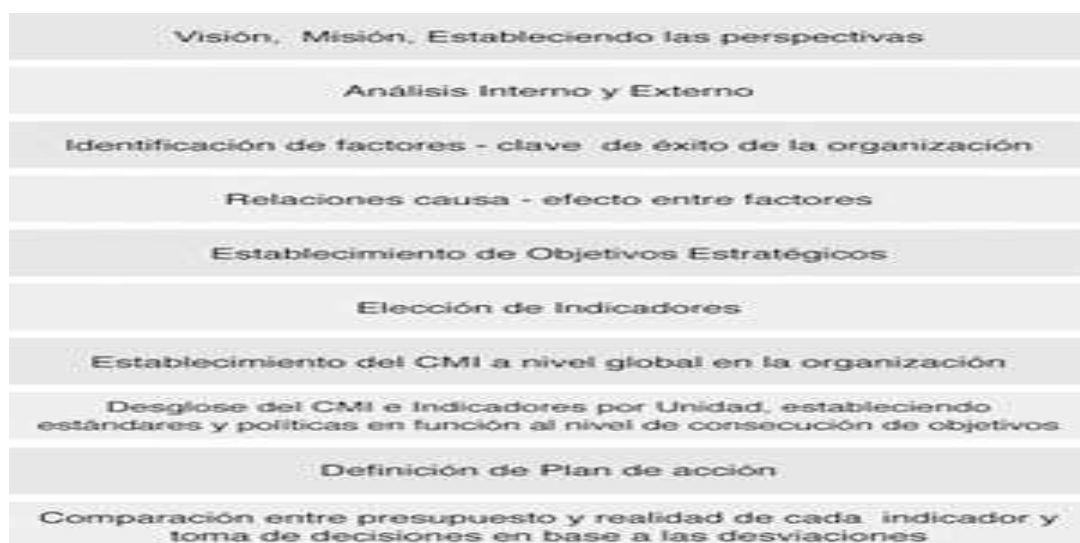 Visión, Misión, Estableciendo las perspectivas
Análisis Interno y Externo
Identificación de factores - clave de éxito de la organización
Relaciones causa - efecto entre factores
Establecimiento de Objetivos Estratégicos
Elección de Indicadores
Establecimiento del CMI a nivel global en la organización
Desglose del CMI e Indicadores por Unidad, estableciendo
estándares y políticas en función al nivel de consecución de objetivos
Definición de Plan de acción
Comparación entre presupuesto y realidad de cada indicador y
toma de decisiones en base a las desviaciones